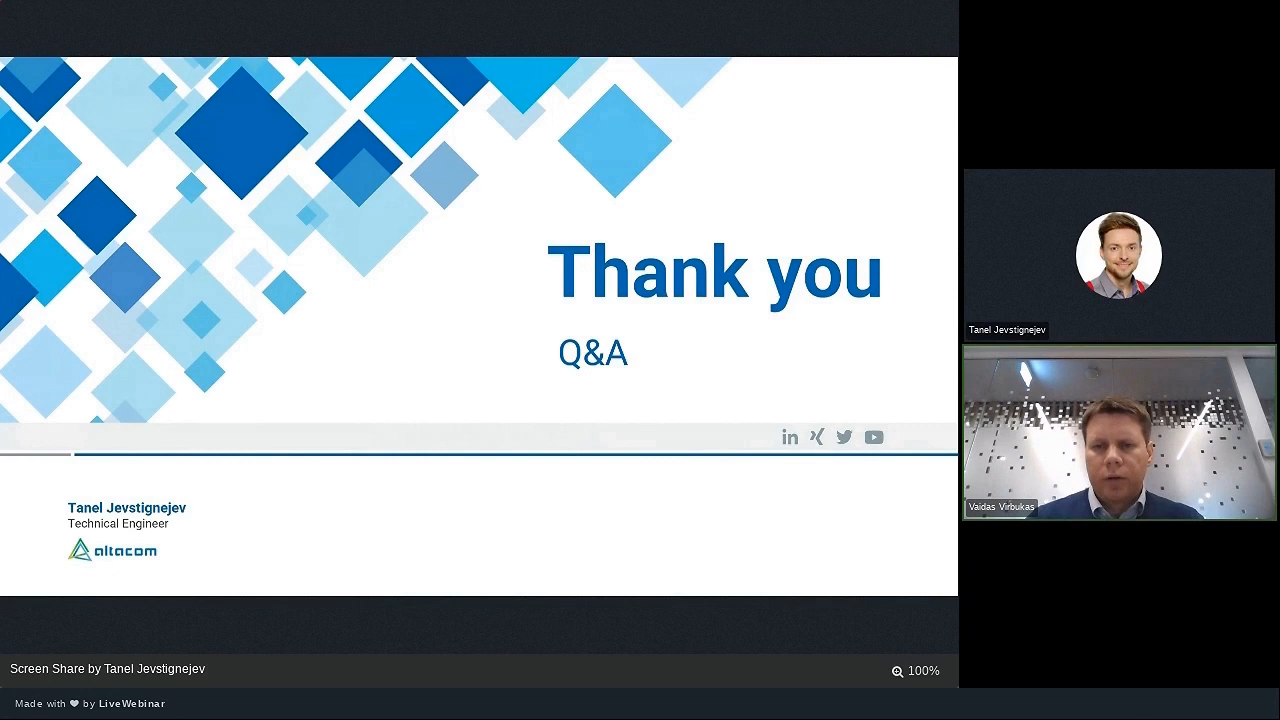 Thank you
Q&A
Tanel Jevstignejev
Technical Engineer
altacom
Tanel Jevstignejev
Vaidas Virbukas
Screen Share by Tanel Jevstignejev
100%
Made with by LiveWebinar